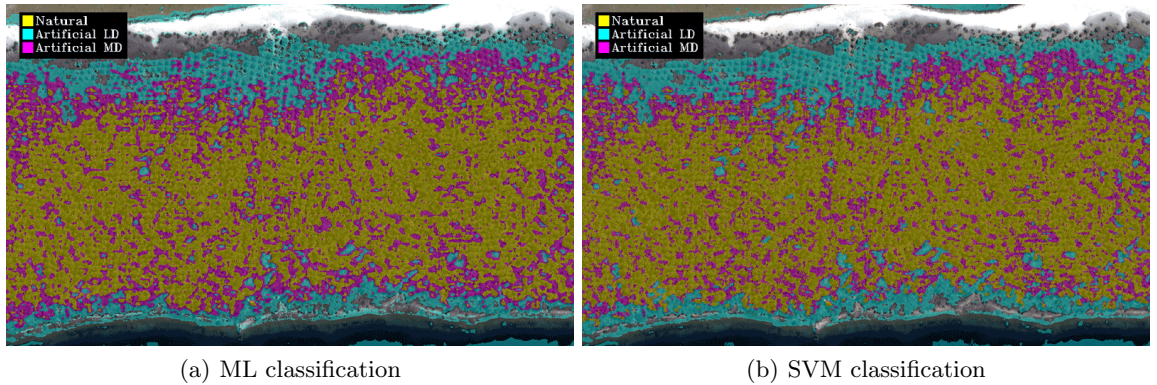 Natural
Artificial LD
Artificial MD
Natural
Artificial LD
Artificial MD
(a) ML classification
(b) SVM classification